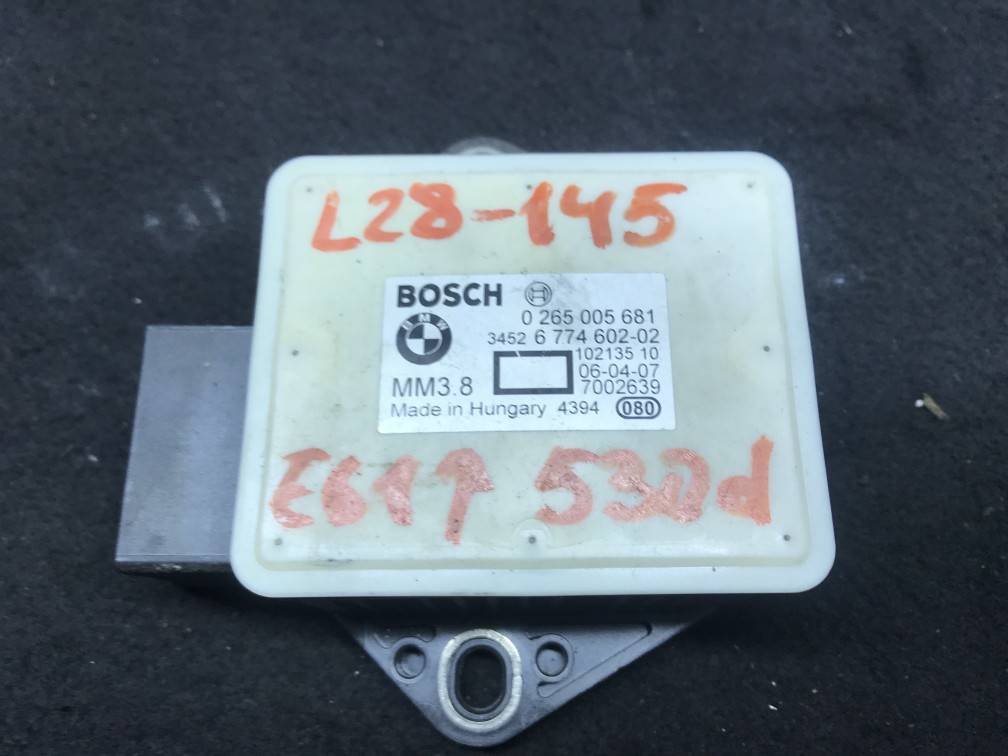 L28-145
BOSCH
BMW
0 265 005 681
3452 6 774 602-02
102135 10
06-04-07
MM3.8
7002639
Made in Hungary 4394 080
530d